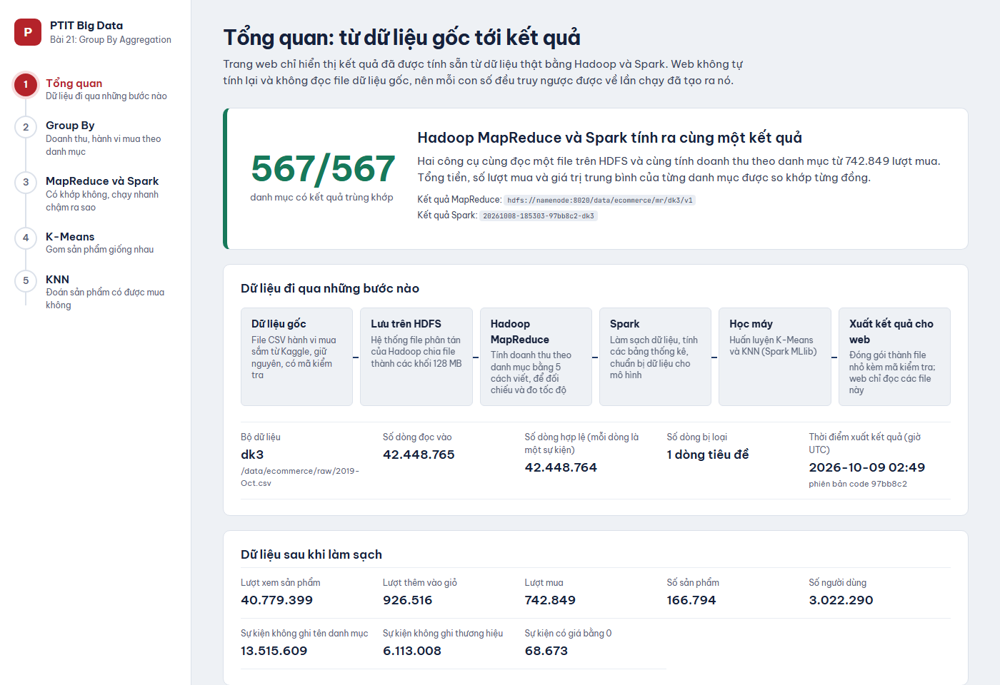 P
PTIT Big Data
Bài 21: Group By Aggregation
1
Tổng quan
Dữ liệu đi qua những bước nào
2
Group By
Doanh thu, hành vi mua theo
danh mục
3
MapReduce và Spark
Có khớp không, chạy nhanh
chậm ra sao
4
K-Means
Gom sản phẩm giống nhau
5
KNN
Đoán sản phẩm có được mua
không
Tổng quan: từ dữ liệu gốc tới kết quả
Trang web chỉ hiển thị kết quả đã được tính sẵn từ dữ liệu thật bằng Hadoop và Spark. Web không tự
tính lại và không đọc file dữ liệu gốc, nên mỗi con số đều truy ngược được về lần chạy đã tạo ra nó.
567/567
danh mục có kết quả trùng khớp
Hadoop MapReduce và Spark tính ra cùng một kết quả
Hai công cụ cùng đọc một file trên HDFS và cùng tính doanh thu theo danh mục từ 742.849 lượt mua.
Tổng tiền, số lượt mua và giá trị trung bình của từng danh mục được so khớp từng đồng.
Kết quả MapReduce: hdfs://namenode:8020/data/ecommerce/mr/dk3/v1
Kết quả Spark: 20261008-185303-97bb8c2-dk3
Dữ liệu đi qua những bước nào
Dữ liệu gốc
File CSV hành vi mua
sắm từ Kaggle, giữ
nguyên, có mã kiểm
tra
Lưu trên HDFS
Hệ thống file phân tán
của Hadoop chia file
thành các khối 128 MB
Hadoop
MapReduce
Tính doanh thu theo
danh mục bằng 5
cách viết, để đối
chiếu và đo tốc độ
Spark
Làm sạch dữ liệu, tính
các bảng thống kê,
chuẩn bị dữ liệu cho
mô hình
Học máy
Huấn luyện K-Means
và KNN (Spark MLlib)
Xuất kết quả cho
web
Đóng gói thành file
nhỏ kèm mã kiểm tra;
web chỉ đọc các file
này
Bộ dữ liệu
dk3
/data/ecommerce/raw/2019-
Oct.csv
Số dòng đọc vào
42.448.765
Số dòng hợp lệ (mỗi dòng là
một sự kiện)
42.448.764
Số dòng bị loại
1 dòng tiêu đề
Thời điểm xuất kết quả (giờ
UTC)
2026-10-09 02:49
phiên bản code 97bb8c2
Dữ liệu sau khi làm sạch
Lượt xem sản phẩm
40.779.399
Lượt thêm vào giỏ
926.516
Lượt mua
742.849
Số sản phẩm
166.794
Số người dùng
3.022.290
Sự kiện không ghi tên danh mục
13.515.609
Sự kiện không ghi thương hiệu
6.113.008
Sự kiện có giá bằng 0
68.673